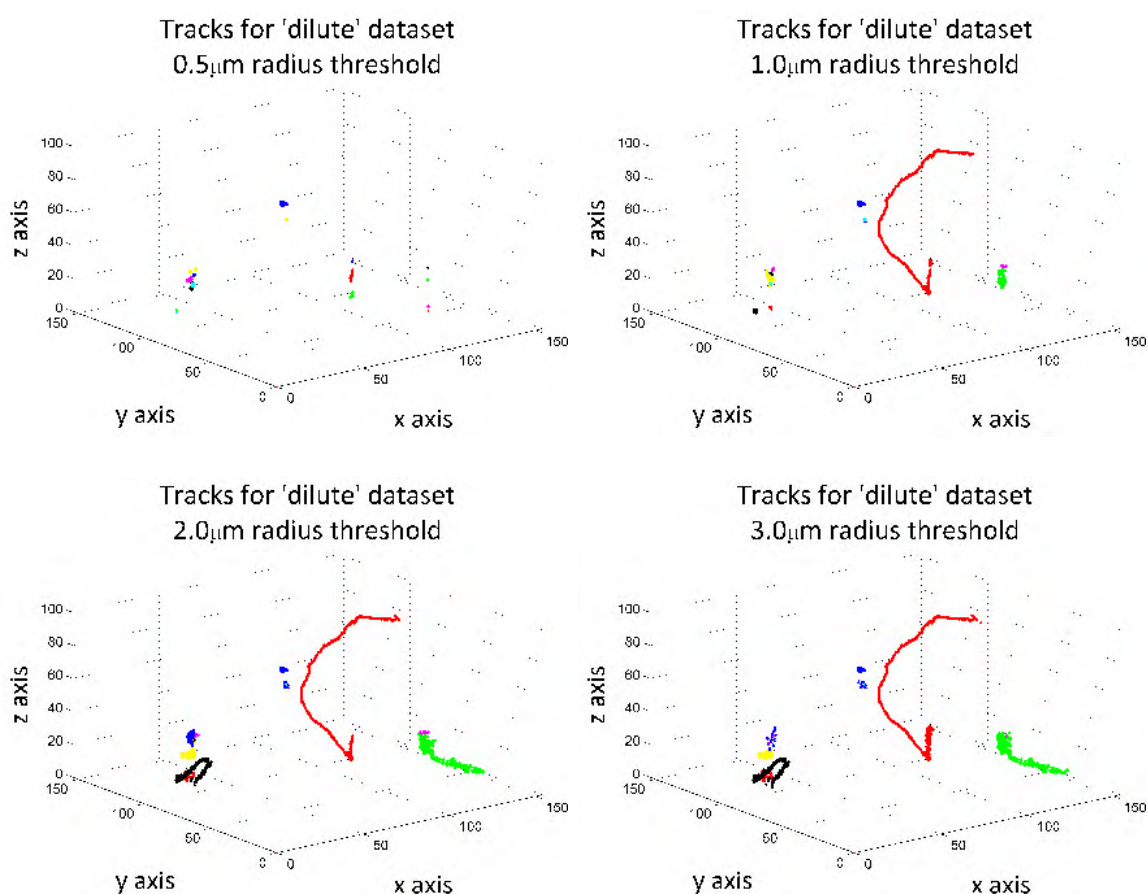 Tracks for 'dilute' dataset
0.5μm radius threshold
100
80
60
40
20
0
150
100
50
0
0
50
100
150
z axis
y axis
x axis
Tracks for 'dilute' dataset
1.0μm radius threshold
100
80
60
40
20
0
150
100
50
0
0
50
100
150
z axis
y axis
x axis
Tracks for 'dilute' dataset
2.0μm radius threshold
100
80
60
40
20
0
150
100
50
0
0
50
100
150
z axis
y axis
x axis
Tracks for 'dilute' dataset
3.0μm radius threshold
100
80
60
40
20
0
150
100
50
0
0
50
100
150
z axis
y axis
x axis